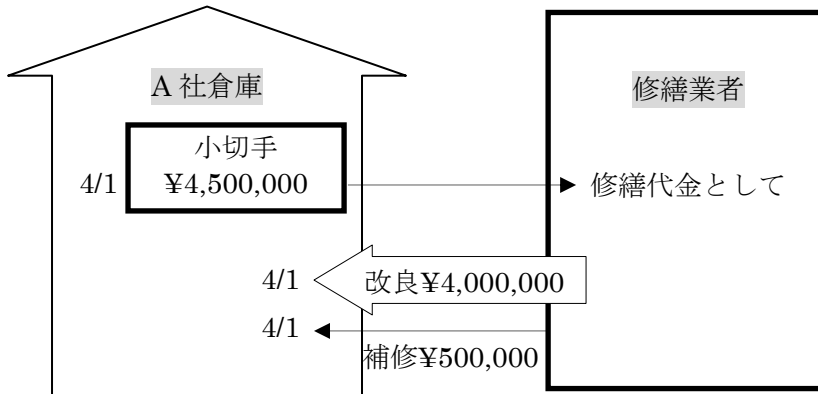 A 社倉庫
修繕業者
小切手
4/1 ¥4,500,000
修繕代金として
4/1 改良¥4,000,000
4/1
補修¥500,000